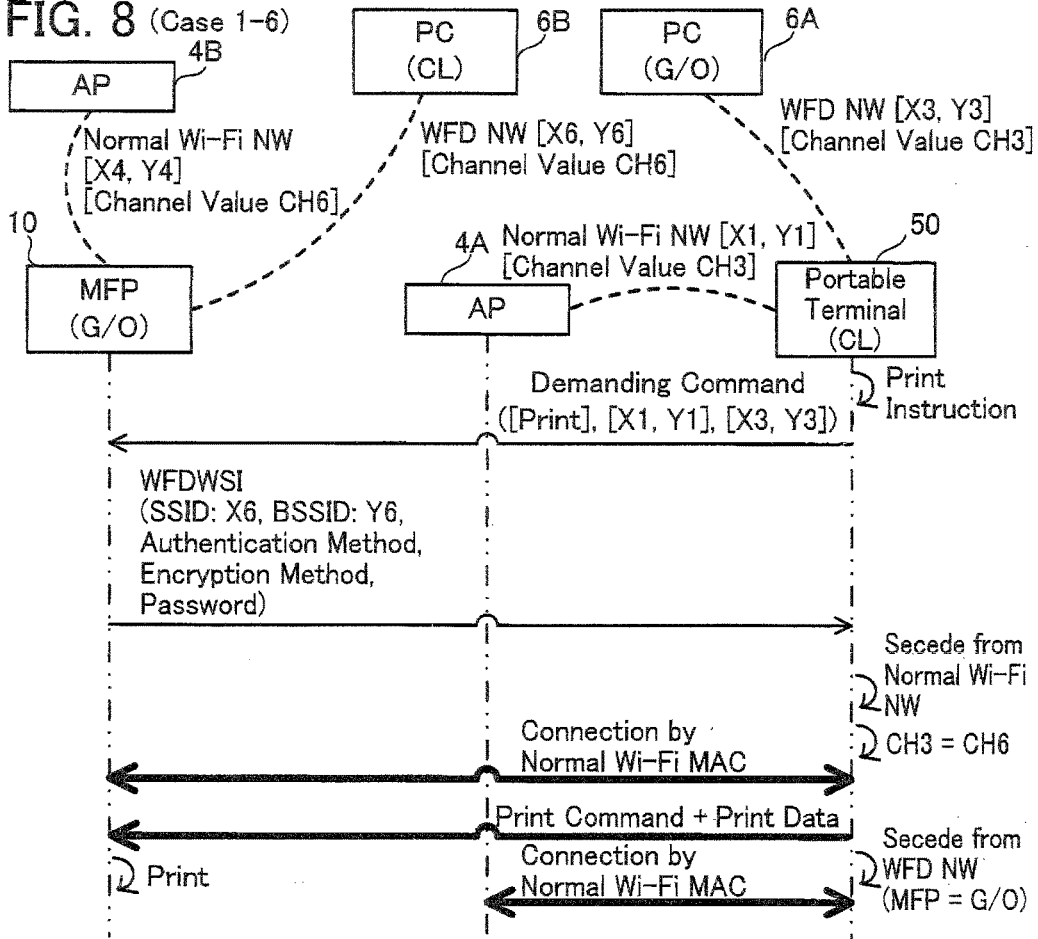 FIG. 8 (Case 1-6)
4B
AP
PC
(CL)
6B
PC
(G/O)
6A
Normal Wi-Fi NW
[X4, Y4]
[Channel Value CH6]
WFD NW [X6, Y6]
[Channel Value CH6]
WFD NW [X3, Y3]
[Channel Value CH3]
10
MFP
(G/O)
4A
AP
Normal Wi-Fi NW [X1, Y1]
[Channel Value CH3]
50
Portable
Terminal
(CL)
Print
Instruction
Demanding Command
([Print], [X1, Y1], [X3, Y3])
WFDWSI
(SSID: X6, BSSID: Y6,
Authentication Method,
Encryption Method,
Password)
Secede from
Normal Wi-Fi
NW
CH3 = CH6
Connection by
Normal Wi-Fi MAC
Print Command + Print Data
Print
Connection by
Normal Wi-Fi MAC
Secede from
WFD NW
(MFP = G/O)